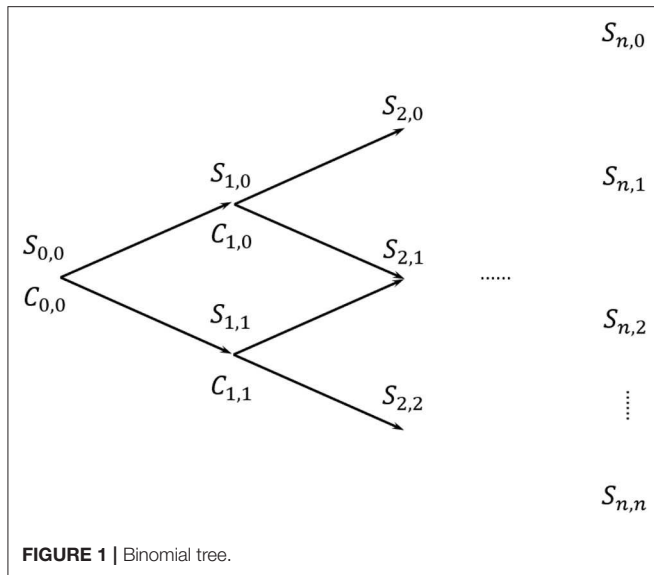 S_{n,0}
S_{2,0}
S_{1,0}
S_{n,1}
C_{1,0}
S_{0,0}
S_{2,1}
......
C_{0,0}
S_{1,1}
S_{n,2}
C_{1,1}
S_{2,2}
......
S_{n,n}
FIGURE 1 | Binomial tree.